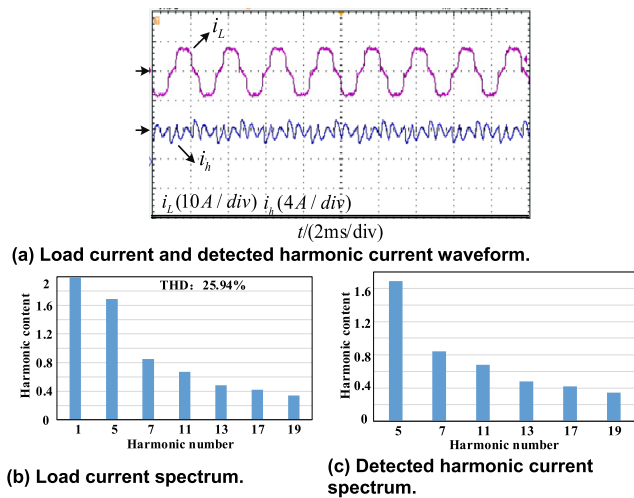 i_L
i_h
i_L(10A / div) i_h(4A / div)
t/(2ms/div)
(a) Load current and detected harmonic current waveform.
Harmonic content
2
1.6
1.2
0.8
0.4
THD: 25.94%
1 5 7 11 13 17 19
Harmonic number
(b) Load current spectrum.
Harmonic content
1.6
1.2
0.8
0.4
0
5 7 11 13 17 19
Harmonic number
(c) Detected harmonic current
spectrum.